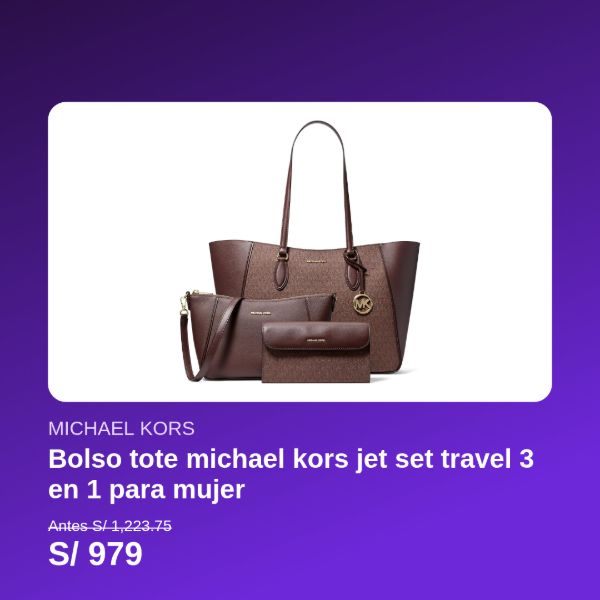 MK
MICHAEL KORS
Bolso tote michael kors jet set travel 3
en 1 para mujer
Antes S/ 1,223.75
S/ 979